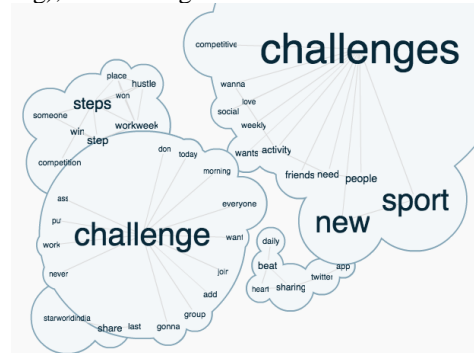 competitive
challenges
place
hustle
wanna
steps
won
love
someone
social
win
workweek
weekly
step
don
today
wants
activity
competition
morning
friends
need
people
everyone
sport
new
challenge
want
daily
work
beat
app
never
join
twitter
heart
sharing
add
starworldindia
group
share
last
gonna